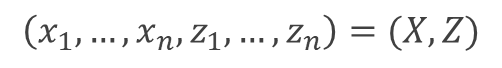 (x₁, …, xₙ, z₁, …, zₙ) = (X, Z)